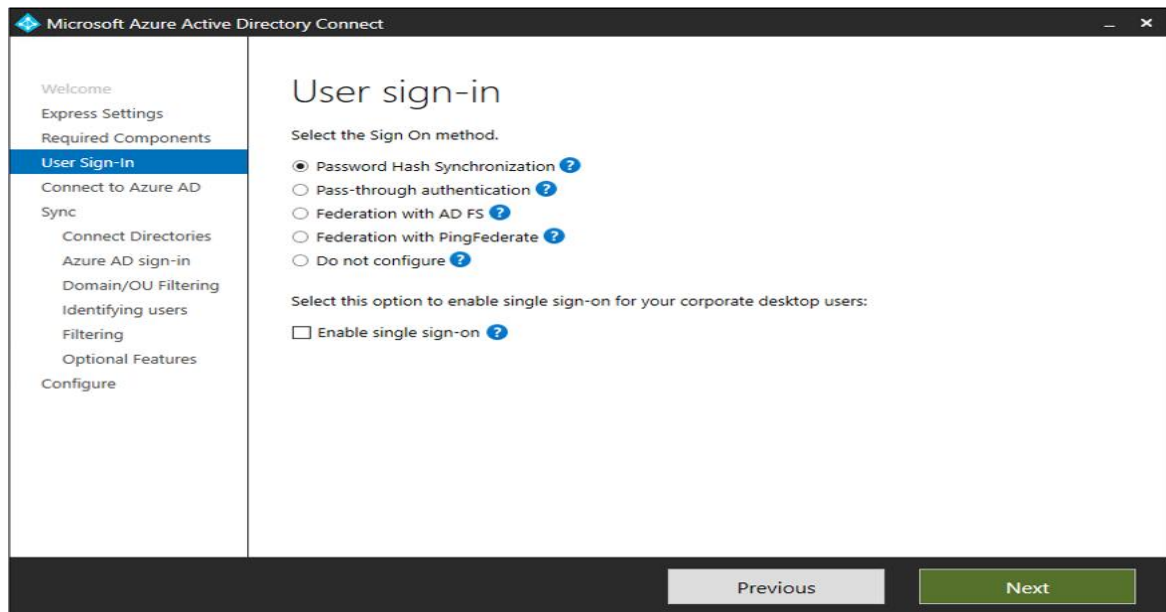 Microsoft Azure Active Directory Connect
Welcome
Express Settings
Required Components
User Sign-In
Connect to Azure AD
Sync
Connect Directories
Azure AD sign-in
Domain/OU Filtering
Identifying users
Filtering
Optional Features
Configure
User sign-in
Select the Sign On method.
Password Hash Synchronization ?
Pass-through authentication ?
Federation with AD FS ?
Federation with PingFederate ?
Do not configure ?
Select this option to enable single sign-on for your corporate desktop users:
Enable single sign-on ?
Previous
Next